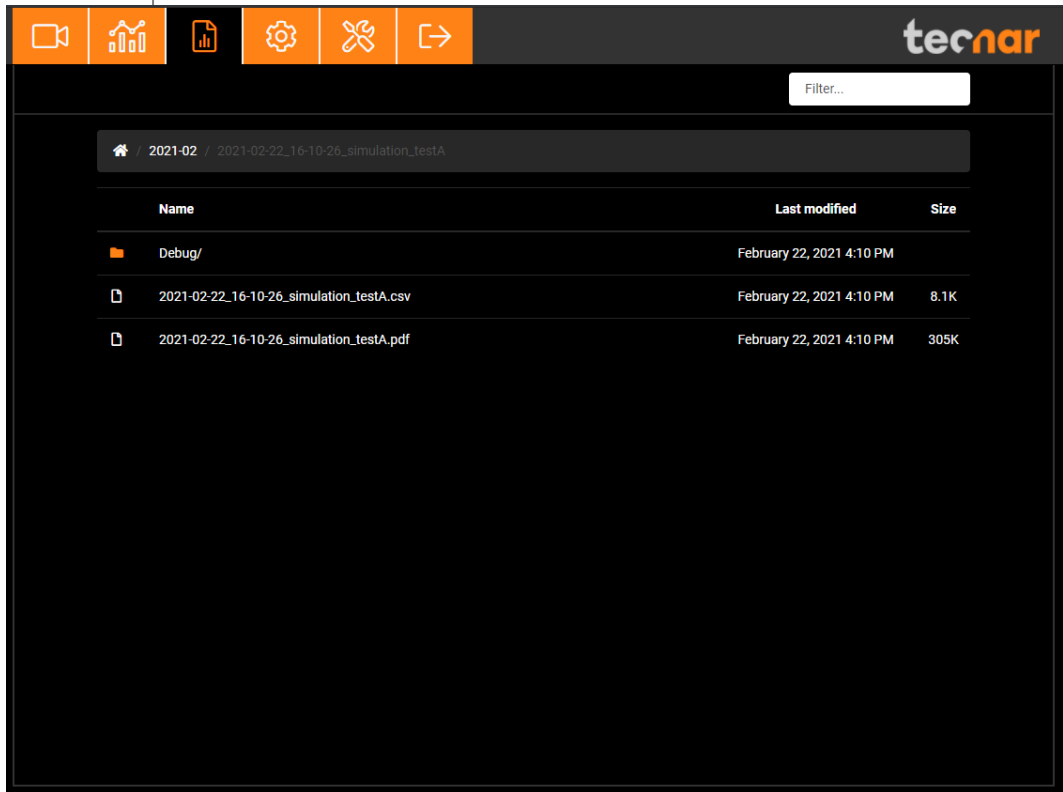 tecnar
Filter...
/ 2021-02 / 2021-02-22_16-10-26_simulation_testA
Name Last modified Size
Debug/ February 22, 2021 4:10 PM
2021-02-22_16-10-26_simulation_testA.csv February 22, 2021 4:10 PM 8.1K
2021-02-22_16-10-26_simulation_testA.pdf February 22, 2021 4:10 PM 305K